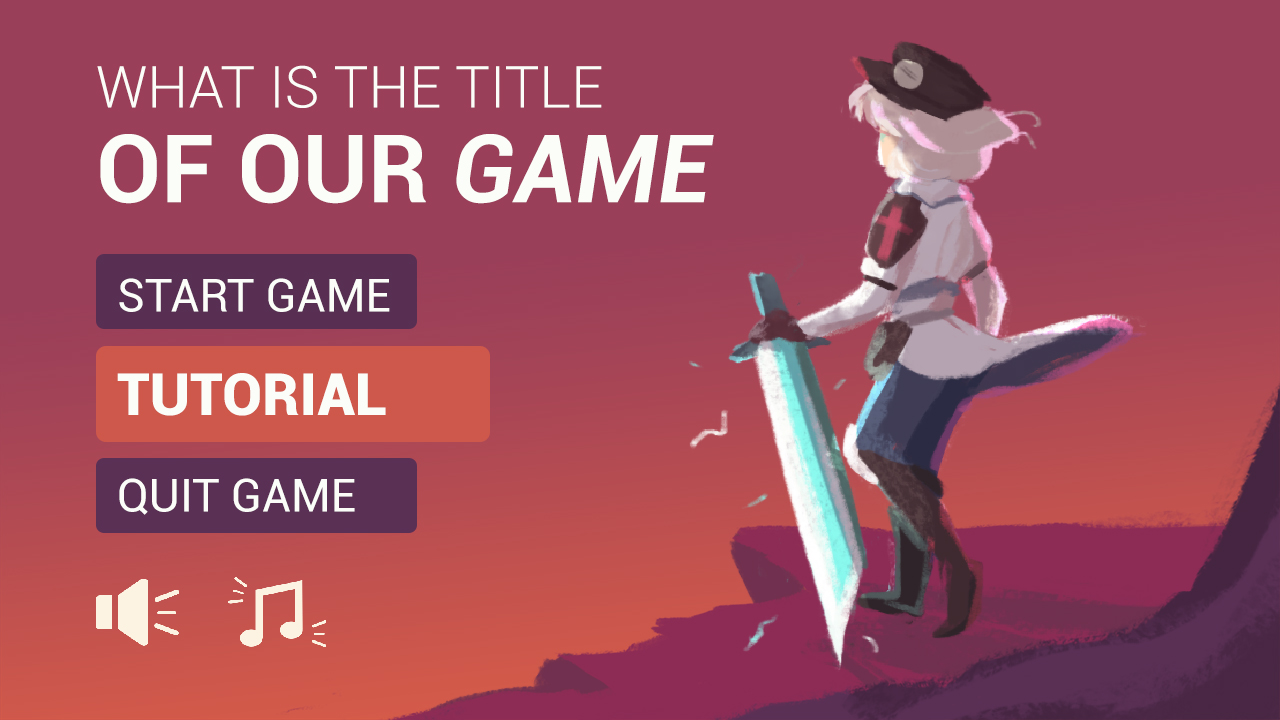 WHAT IS THE TITLE
OF OUR GAME
START GAME
TUTORIAL
QUIT GAME